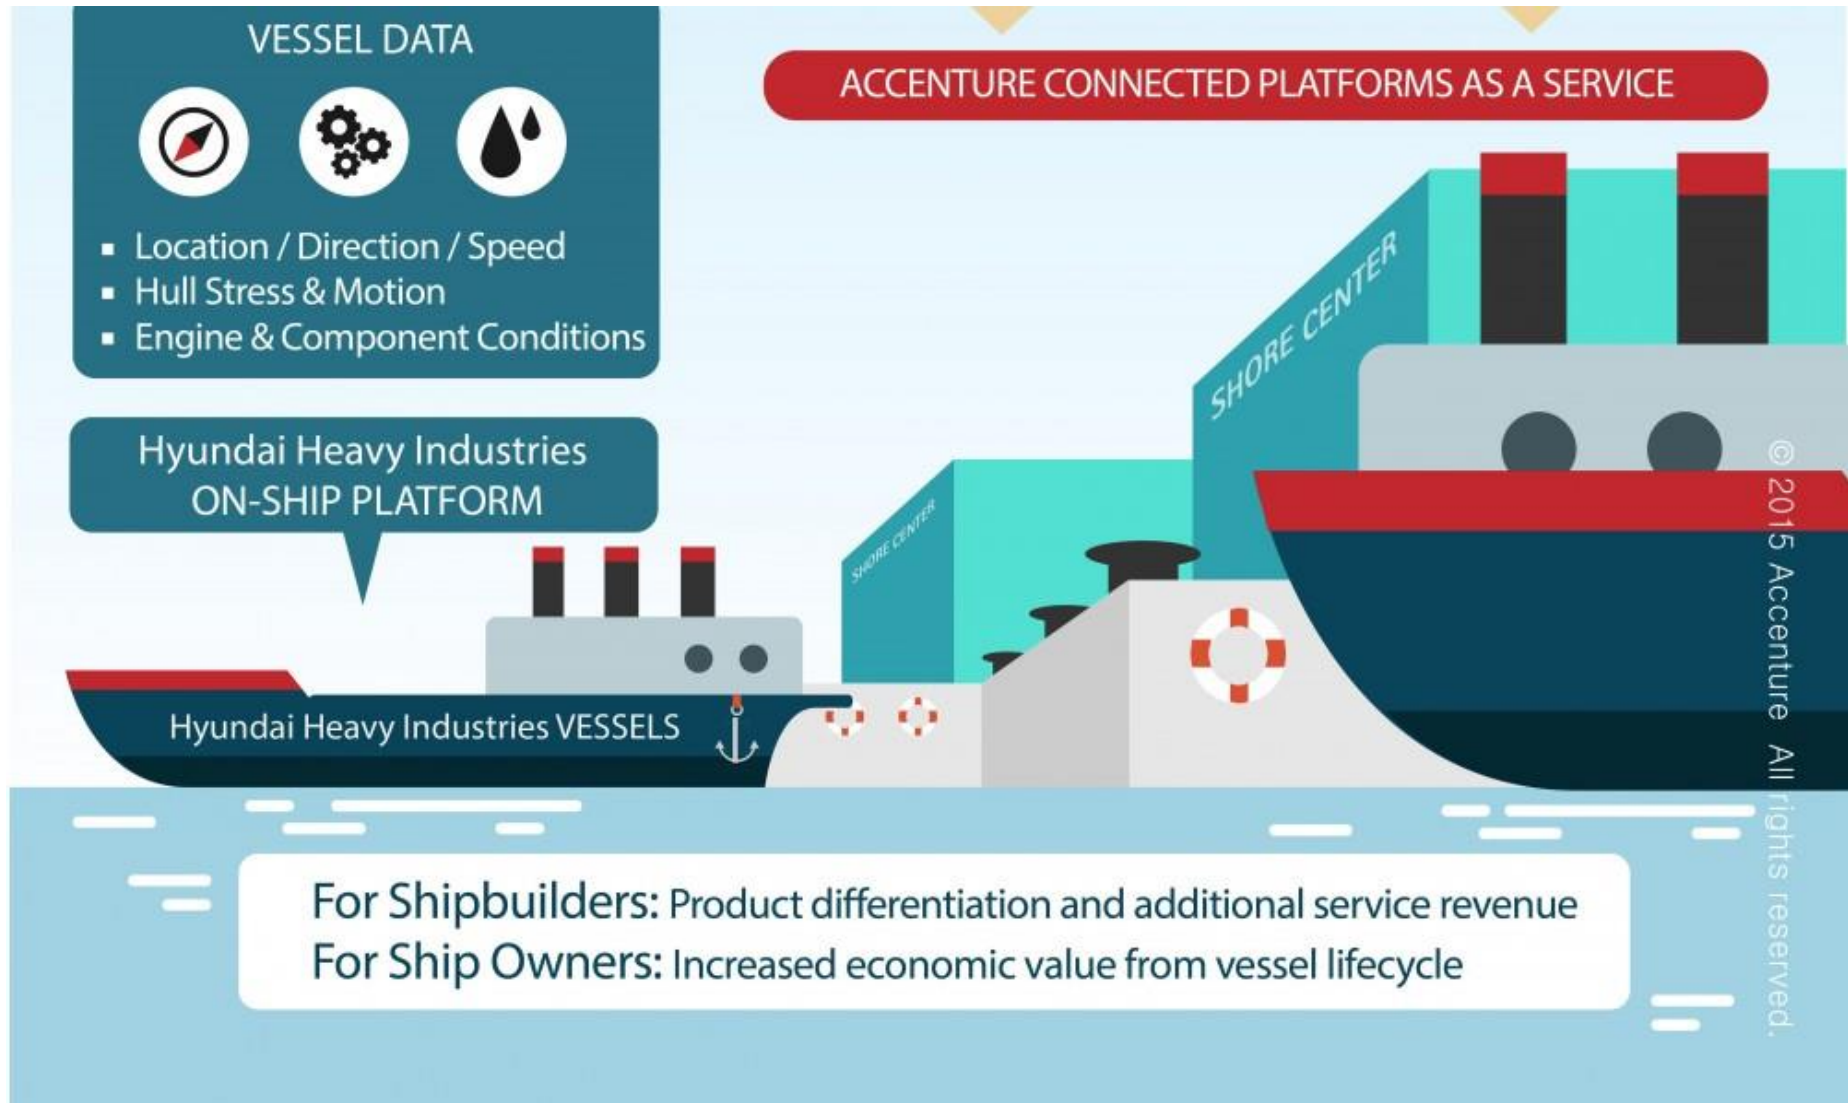 VESSEL DATA
▪ Location / Direction / Speed
▪ Hull Stress & Motion
▪ Engine & Component Conditions
Hyundai Heavy Industries
ON-SHIP PLATFORM
ACCENTURE CONNECTED PLATFORMS AS A SERVICE
SHORE CENTER
SHORE CENTER
Hyundai Heavy Industries VESSELS
For Shipbuilders: Product differentiation and additional service revenue
For Ship Owners: Increased economic value from vessel lifecycle
© 2015 Accenture All rights reserved.